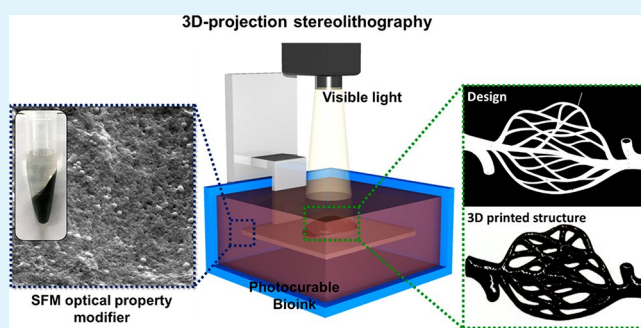 3D-projection stereolithography
Visible light
Design
3D printed structure
Photocurable
Bioink
SFM optical property
modifier